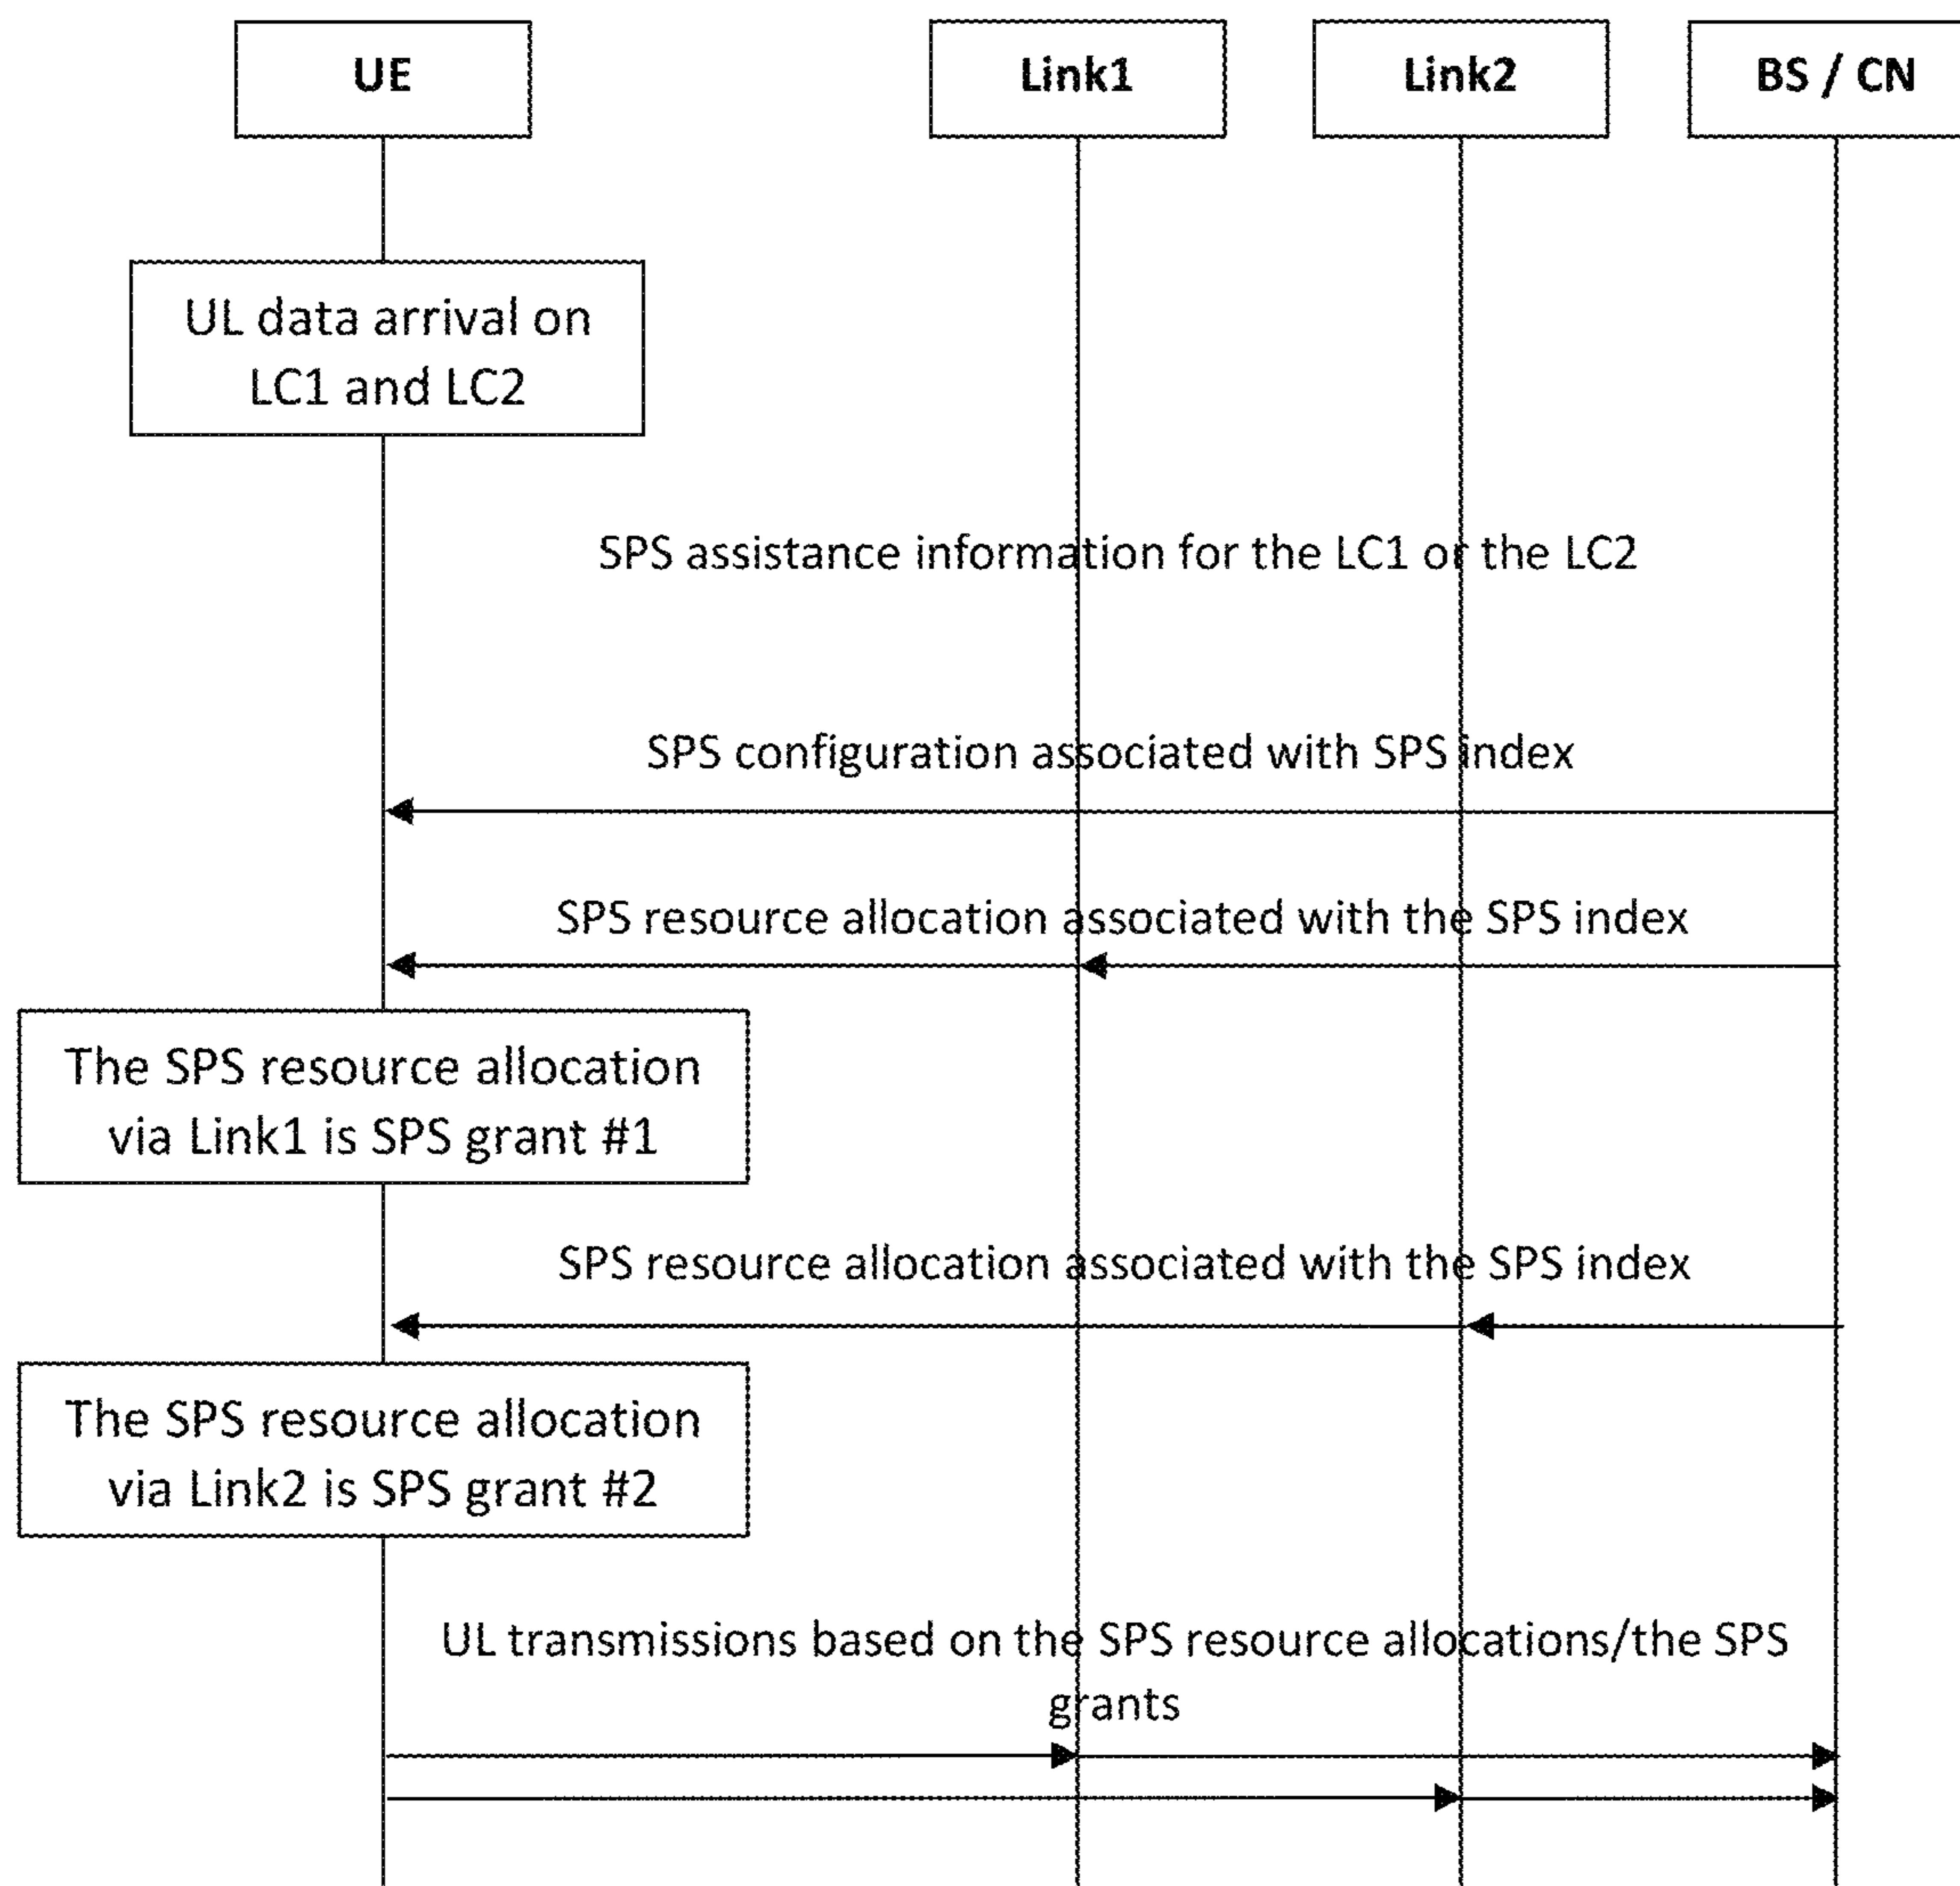 UE
Link1
Link2
BS / CN
UL data arrival on
LC1 and LC2
SPS assistance information for the LC1 or the LC2
SPS configuration associated with SPS index
SPS resource allocation associated with the SPS index
The SPS resource allocation
via Link1 is SPS grant #1
SPS resource allocation associated with the SPS index
The SPS resource allocation
via Link2 is SPS grant #2
UL transmissions based on the SPS resource allocations/the SPS
grants